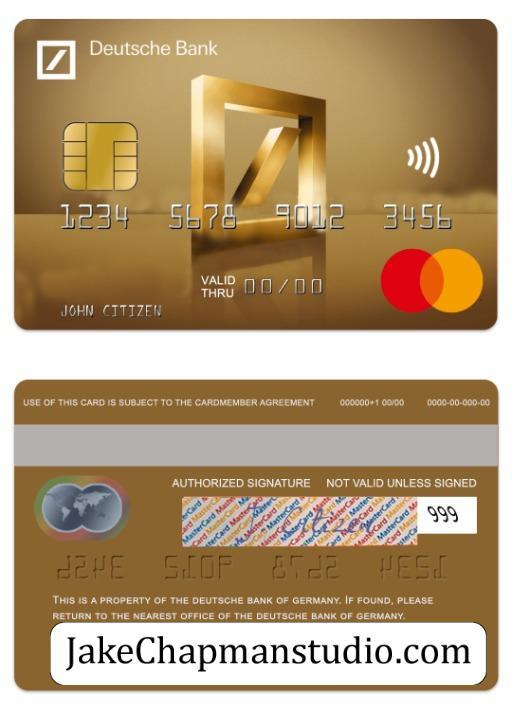 Deutsche Bank
1234 5678 9012 3456
VALID THRU 00/00
JOHN CITIZEN
USE OF THIS CARD IS SUBJECT TO THE CARDMEMBER AGREEMENT 000000+1 00/00 0000-00-000-00
AUTHORIZED SIGNATURE NOT VALID UNLESS SIGNED
MasterCard MasterCard MasterCard
J Citizen
999
THIS IS A PROPERTY OF THE DEUTSCHE BANK OF GERMANY. IF FOUND, PLEASE
RETURN TO THE NEAREST OFFICE OF THE DEUTSCHE BANK OF GERMANY.
JakeChapmanstudio.com